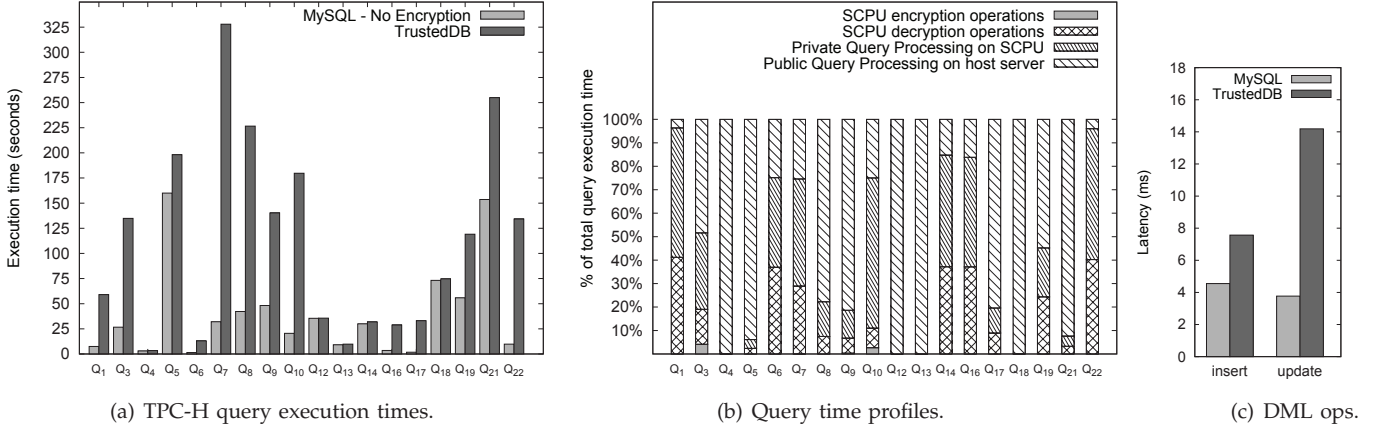 325
300
275
250
225
200
175
150
125
100
75
50
25
0
Execution time (seconds)
MySQL - No Encryption
TrustedDB
Q1 Q3 Q4 Q5 Q6 Q7 Q8 Q9 Q10 Q12 Q13 Q14 Q16 Q17 Q18 Q19 Q21 Q22
(a) TPC-H query execution times.
SCPU encryption operations
SCPU decryption operations
Private Query Processing on SCPU
Public Query Processing on host server
100%
90%
80%
70%
60%
50%
40%
30%
20%
10%
% of total query execution time
Q1 Q3 Q4 Q5 Q6 Q7 Q8 Q9 Q10 Q12 Q13 Q14 Q16 Q17 Q18 Q19 Q21 Q22
(b) Query time profiles.
18
16
14
12
10
8
6
4
2
0
Latency (ms)
MySQL
TrustedDB
insert update
(c) DML ops.